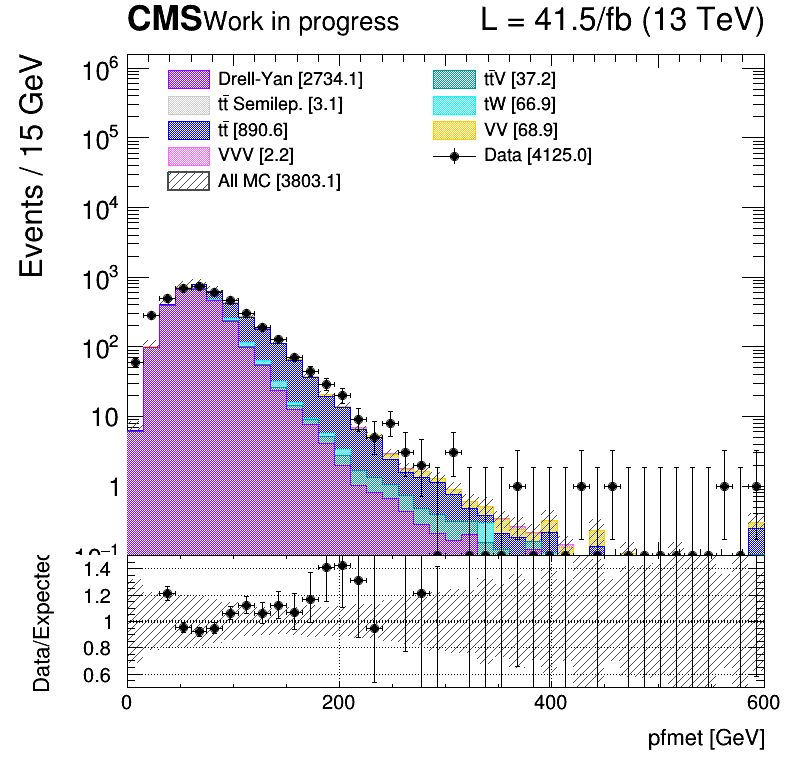 CMS Work in progress L = 41.5/fb (13 TeV)
Events / 15 GeV
Drell-Yan [2734.1]
tt̄ Semilep. [3.1]
tt̄ [890.6]
VVV [2.2]
All MC [3803.1]
tt̄V [37.2]
tW [66.9]
VV [68.9]
Data [4125.0]
10⁶
10⁵
10⁴
10³
10²
10
1
10⁻¹
Data/Expected
1.4
1.2
1
0.8
0.6
0 200 400 600
pfmet [GeV]